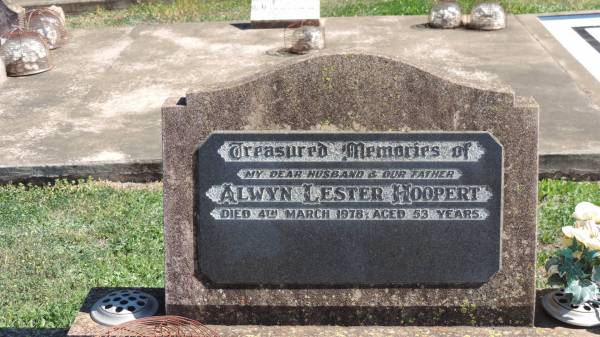 Treasured Memories of
MY DEAR HUSBAND & OUR FATHER
ALWYN LESTER HOOPERT
DIED 4TH MARCH 1978, AGED 53 YEARS.